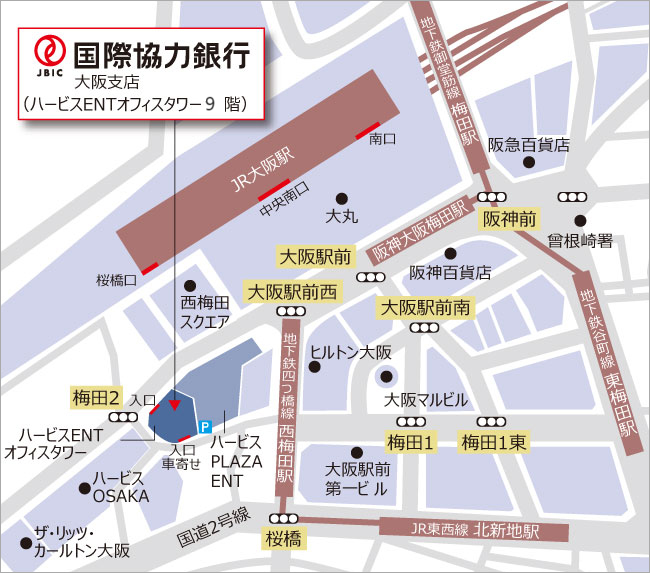 JBIC
国際協力銀行
大阪支店
（ハービスENTオフィスタワー９ 階）
地下鉄御堂筋線 梅田駅
阪急百貨店
南口
JR大阪駅
中央南口
大丸
阪神大阪梅田駅
阪神前
曾根崎署
桜橋口
大阪駅前
阪神百貨店
西梅田
スクエア
大阪駅前西
大阪駅前南
地下鉄谷町線 東梅田駅
地下鉄四つ橋線 西梅田駅
ヒルトン大阪
大阪マルビル
梅田2
入口
P
ハービスENT
オフィスタワー
入口
車寄せ
ハービス
PLAZA
ENT
梅田1
梅田1東
大阪駅前
第一ビル
ハービス
OSAKA
国道2号線
桜橋
JR東西線 北新地駅
ザ・リッツ・
カールトン大阪